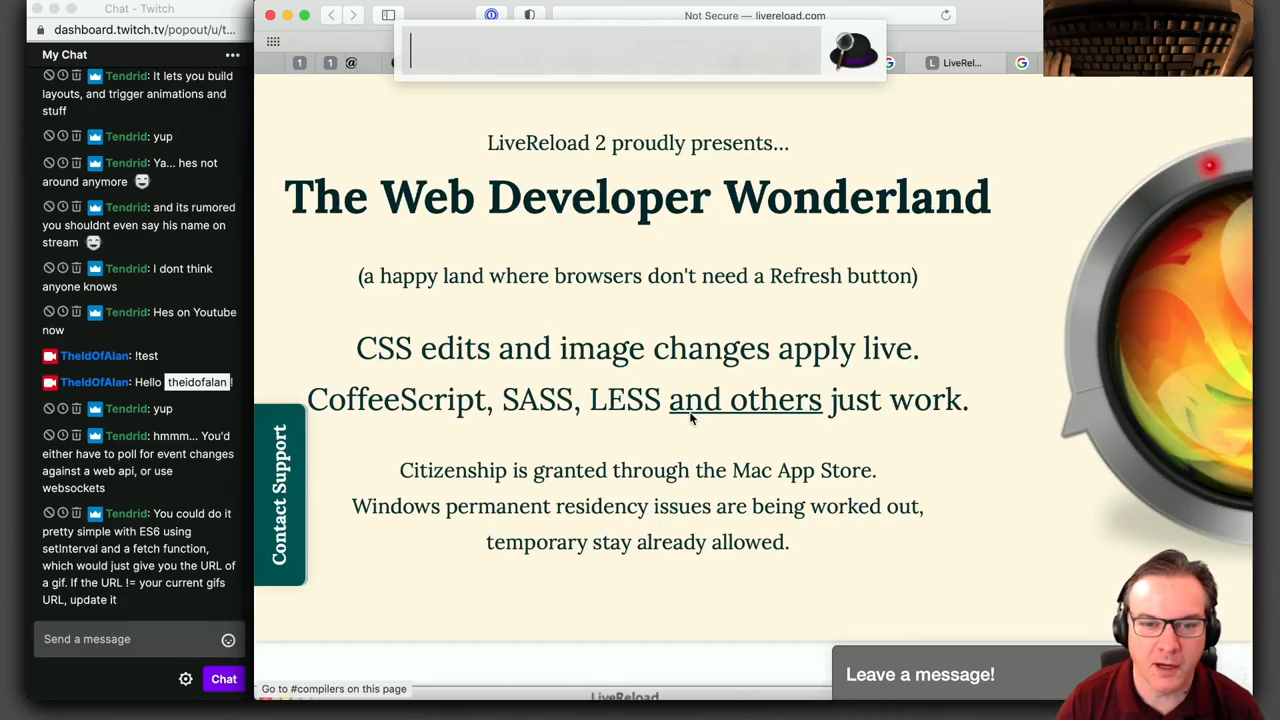 Chat - Twitch
dashboard.twitch.tv/popout/u/t...
My Chat
Tendrid: It lets you build
layouts, and trigger animations and
stuff
Tendrid: yup
Tendrid: Ya... hes not
around anymore
Tendrid: and its rumored
you shouldnt even say his name on
stream
Tendrid: I dont think
anyone knows
Tendrid: Hes on Youtube
now
TheIdOfAlan: !test
TheIdOfAlan: Hello theidofalan!
Tendrid: yup
Tendrid: hmmm... You'd
either have to poll for event changes
against a web api, or use
websockets
Tendrid: You could do it
pretty simple with ES6 using
setInterval and a fetch function,
which would just give you the URL of
a gif. If the URL != your current gifs
URL, update it
Send a message
Chat
Not Secure — livereload.com
1
1
LiveRel...
LiveReload 2 proudly presents...
The Web Developer Wonderland
(a happy land where browsers don't need a Refresh button)
CSS edits and image changes apply live.
CoffeeScript, SASS, LESS and others just work.
Citizenship is granted through the Mac App Store.
Windows permanent residency issues are being worked out,
temporary stay already allowed.
Contact Support
Leave a message!
Go to #compilers on this page
LiveReload